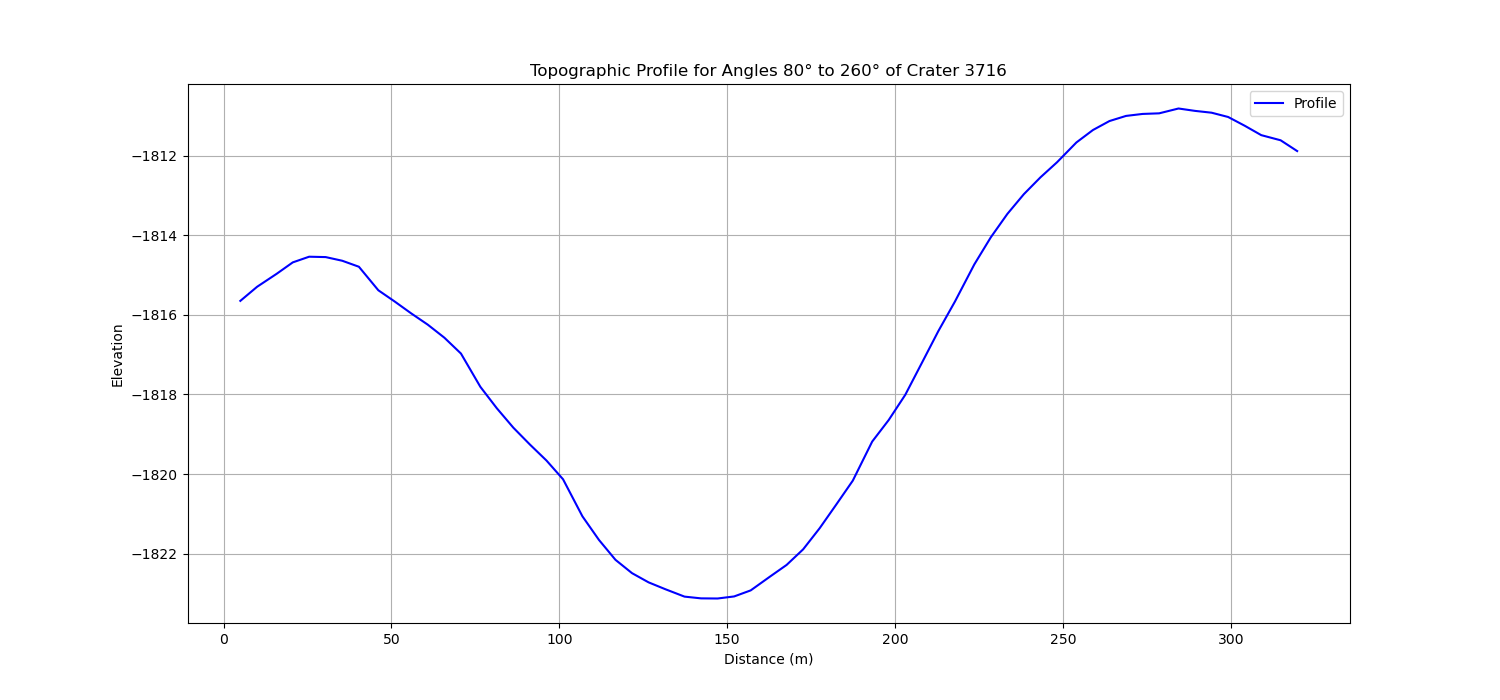 Topographic Profile for Angles 80° to 260° of Crater 3716
Profile
−1812
−1814
−1816
−1818
−1820
−1822
Elevation
0 50 100 150 200 250 300
Distance (m)